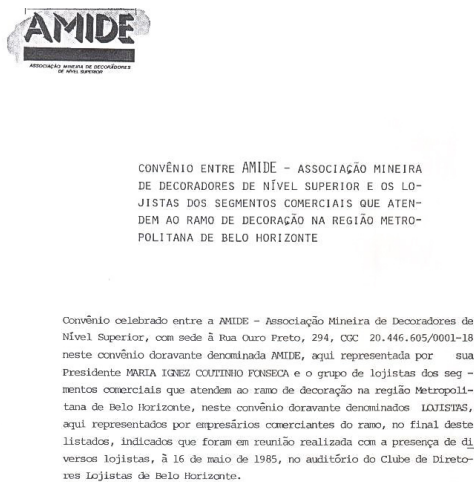 AMIDE
ASSOCIAÇÃO MINEIRA DE DECORADORES
DE NÍVEL SUPERIOR
CONVÊNIO ENTRE AMIDE - ASSOCIAÇÃO MINEIRA
DE DECORADORES DE NÍVEL SUPERIOR E OS LO-
JISTAS DOS SEGMENTOS COMERCIAIS QUE ATEN-
DEM AO RAMO DE DECORAÇÃO NA REGIÃO METRO-
POLITANA DE BELO HORIZONTE
Convênio celebrado entre a AMIDE - Associação Mineira de Decoradores de
Nível Superior, com sede à Rua Ouro Preto, 294, CGC 20.446.605/0001-18
neste convênio doravante denominada AMIDE, aqui representada por sua
Presidente MARIA IGNEZ COUTINHO FONSECA e o grupo de lojistas dos seg -
mentos comerciais que atendem ao ramo de decoração na região Metropoli-
tana de Belo Horizonte, neste convênio doravante denominados LOJISTAS,
aqui representados por empresários comerciantes do ramo, no final deste
listados, indicados que foram em reunião realizada com a presença de di
versos lojistas, à 16 de maio de 1985, no auditório do Clube de Direto-
res Lojistas de Belo Horizonte.